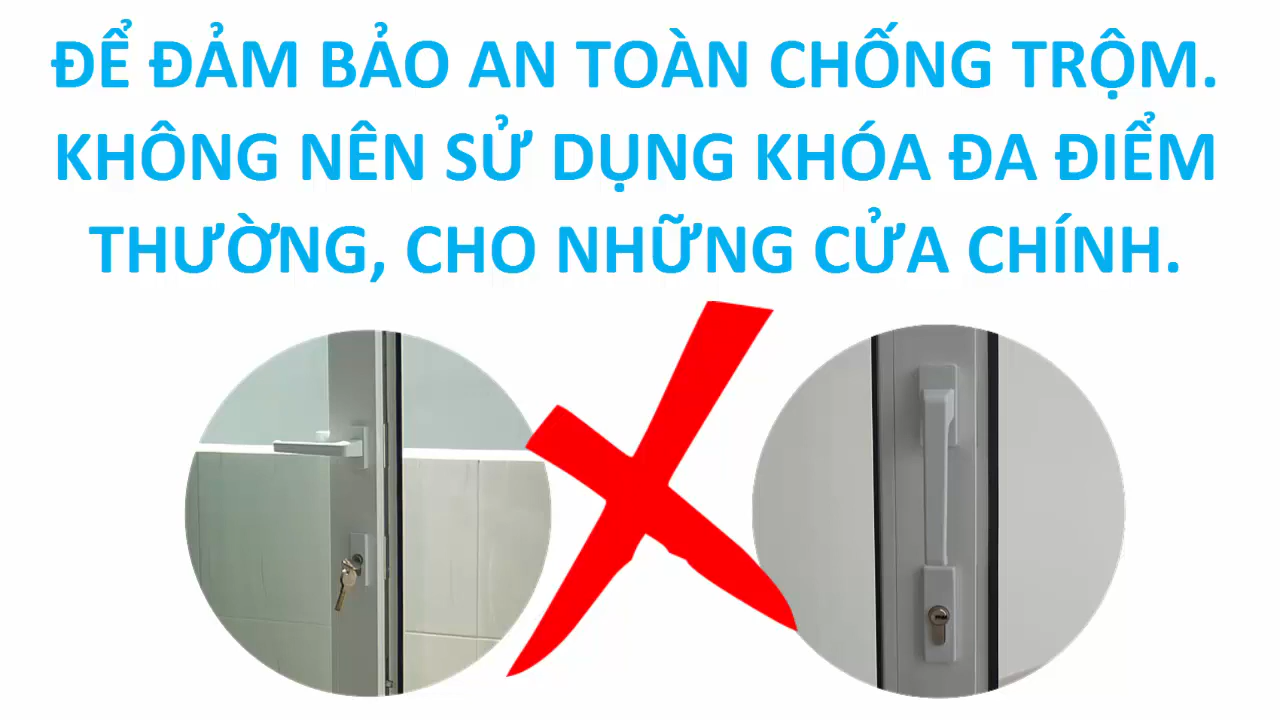 ĐỂ ĐẢM BẢO AN TOÀN CHỐNG TRỘM.
KHÔNG NÊN SỬ DỤNG KHÓA ĐA ĐIỂM
THƯỜNG, CHO NHỮNG CỬA CHÍNH.